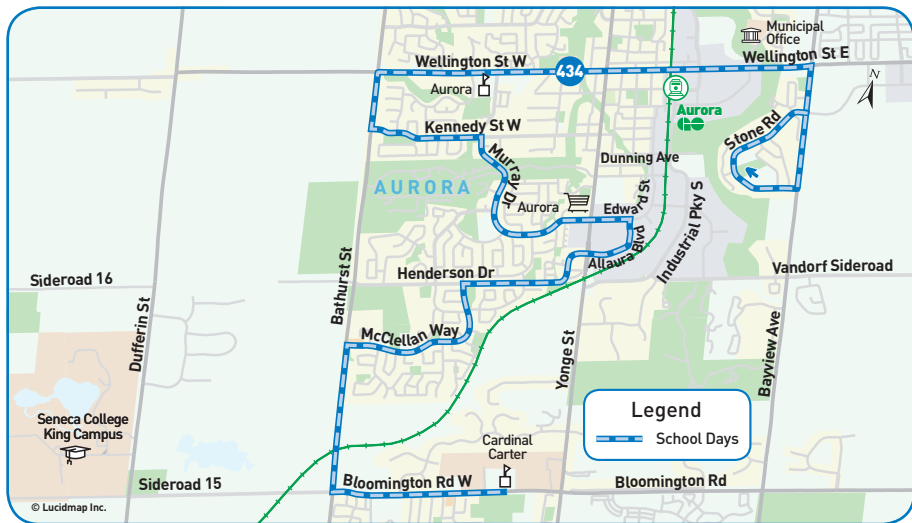 Municipal
Office
Wellington St E
Wellington St W
434
N
Aurora
Aurora
Stone Rd
Kennedy St W
Murray Dr
Dunning Ave
AURORA
Aurora
Edward St
Industrial Pky S
Allaura Blvd
Bathurst St
Henderson Dr
Vandorf Sideroad
Sideroad 16
Dufferin St
McClellan Way
Yonge St
Bayview Ave
Legend
School Days
Seneca College
King Campus
Cardinal
Carter
Sideroad 15
Bloomington Rd W
Bloomington Rd
© Lucidmap Inc.